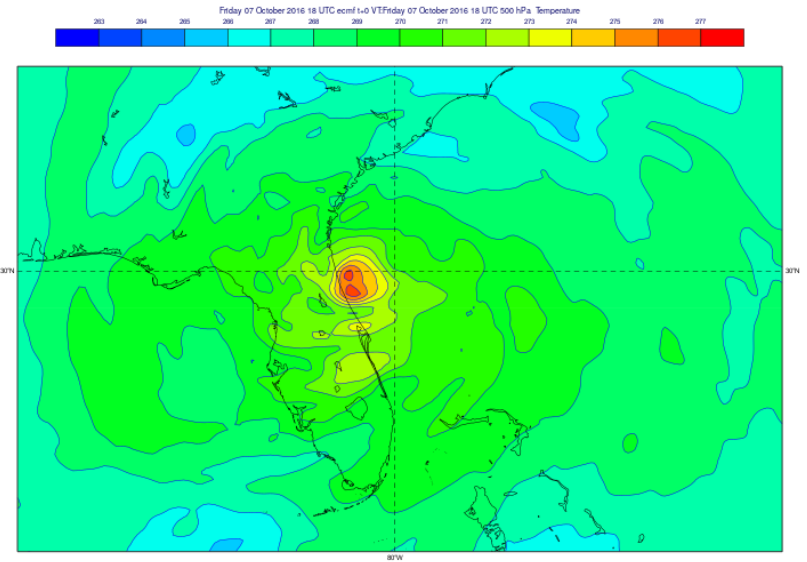 Friday 07 October 2016 18 UTC ecmf t+0 VT:Friday 07 October 2016 18 UTC 500 hPa Temperature
263 264 265 266 267 268 269 270 271 272 273 274 275 276 277
30°N 30°N
80°W